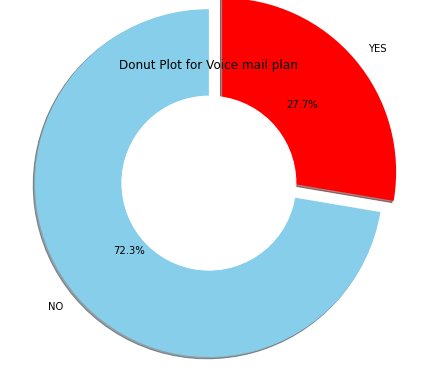 YES
Donut Plot for Voice mail plan
27.7%
72.3%
NO